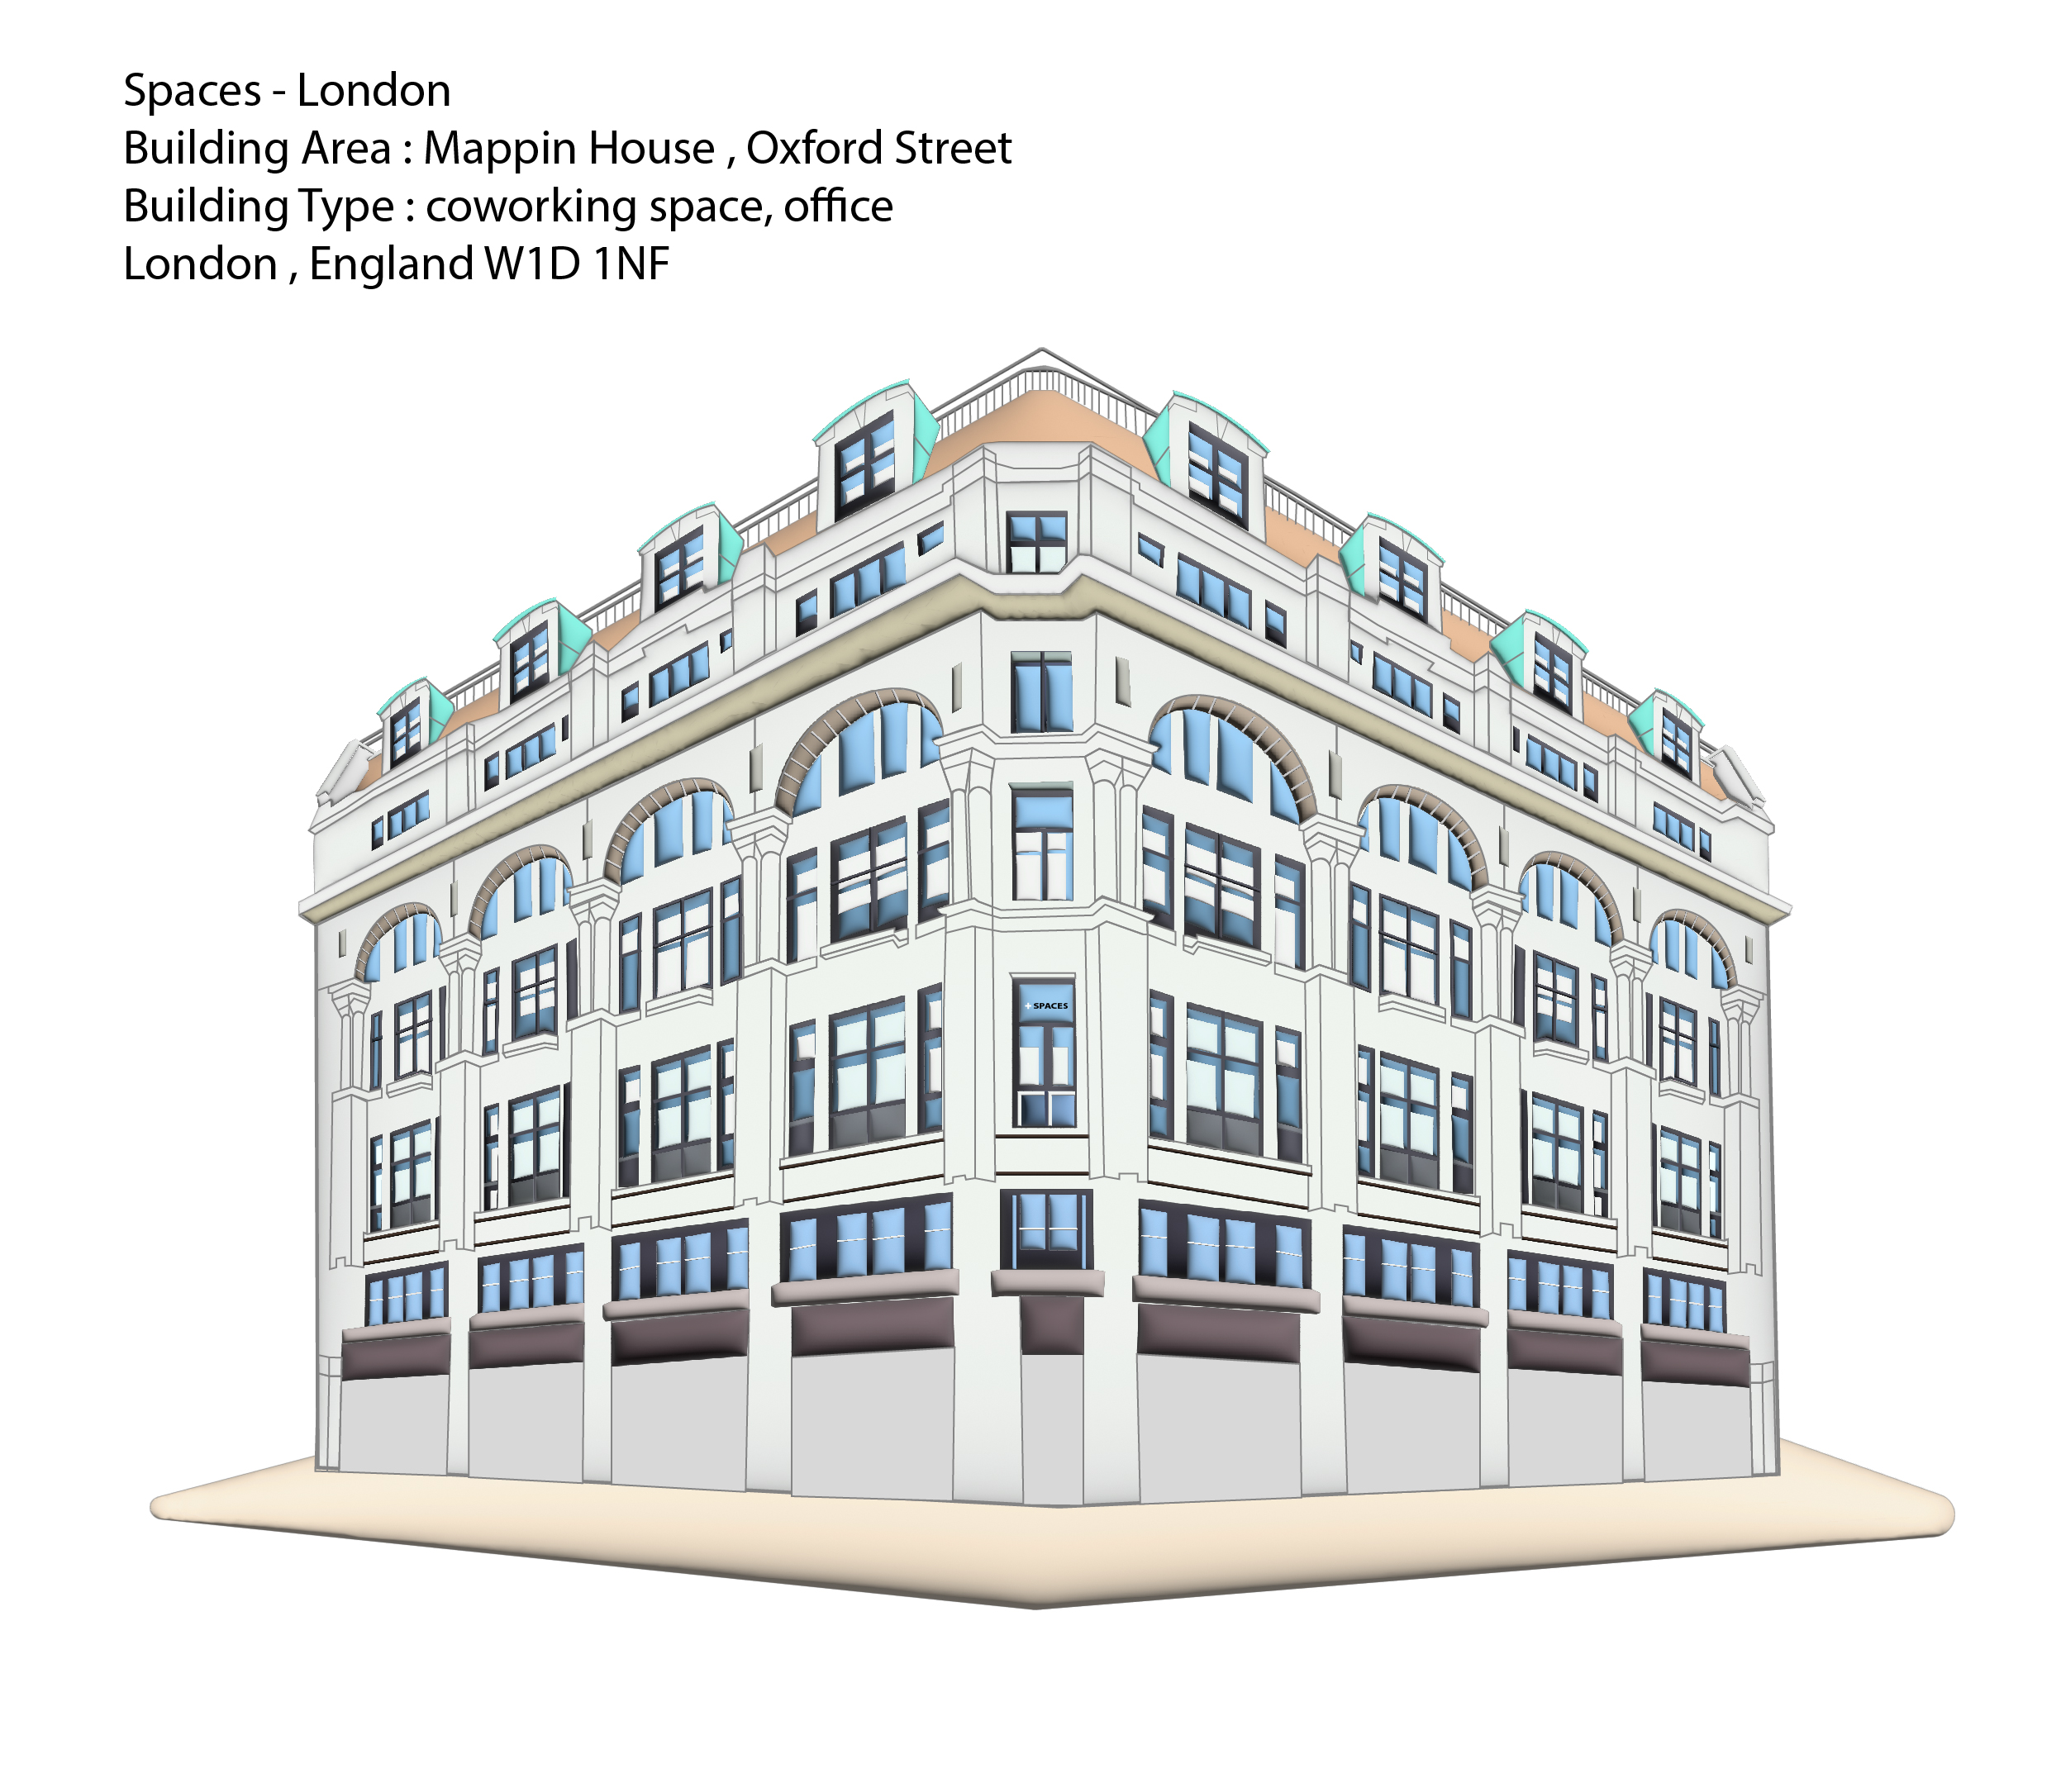 Spaces - London
Building Area : Mappin House , Oxford Street
Building Type : coworking space, office
London , England W1D 1NF
+ SPACES